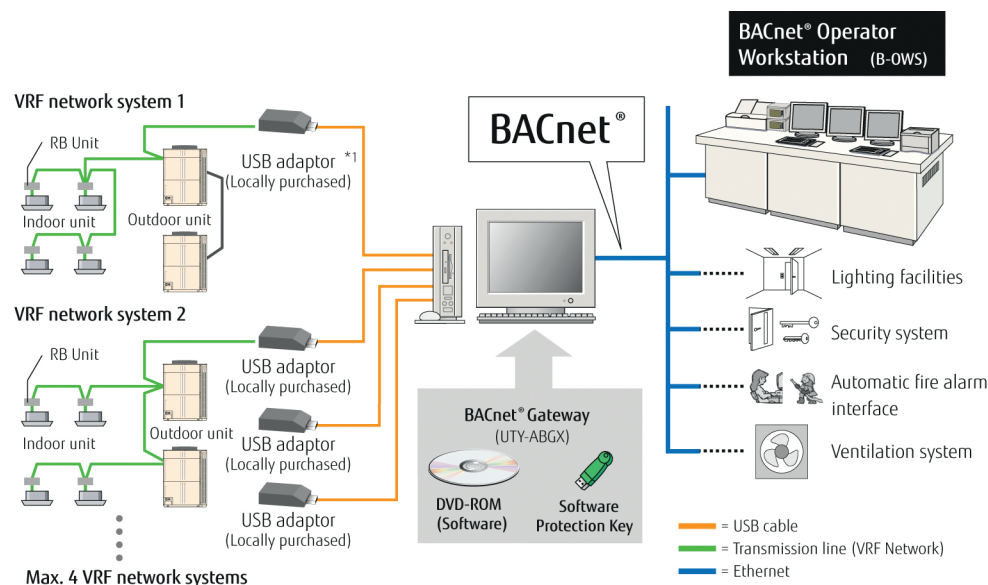 BACnet® Operator
Workstation (B-OWS)
VRF network system 1
RB Unit
Indoor unit
Outdoor unit
USB adaptor *1
(Locally purchased)
BACnet®
VRF network system 2
RB Unit
Indoor unit
Outdoor unit
USB adaptor
(Locally purchased)
USB adaptor
(Locally purchased)
USB adaptor
(Locally purchased)
Max. 4 VRF network systems
BACnet® Gateway
(UTY-ABGX)
DVD-ROM
(Software)
Software
Protection Key
Lighting facilities
Security system
Automatic fire alarm
interface
Ventilation system
= USB cable
= Transmission line (VRF Network)
= Ethernet